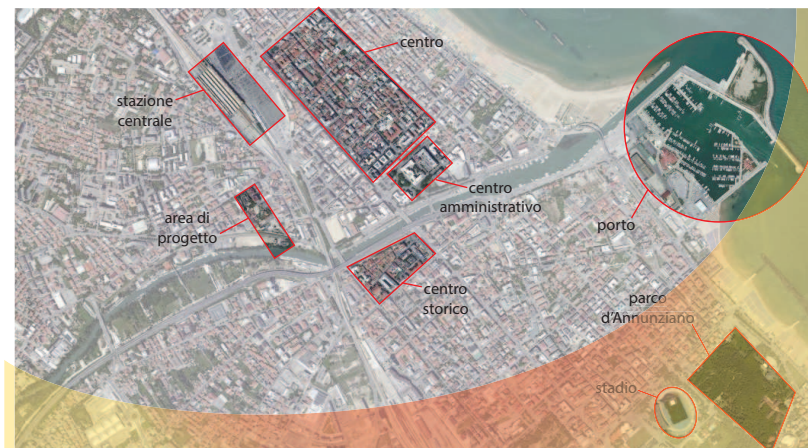 centro
stazione
centrale
centro
amministrativo
area di
progetto
porto
centro
storico
parco
d'Annunziano
stadio